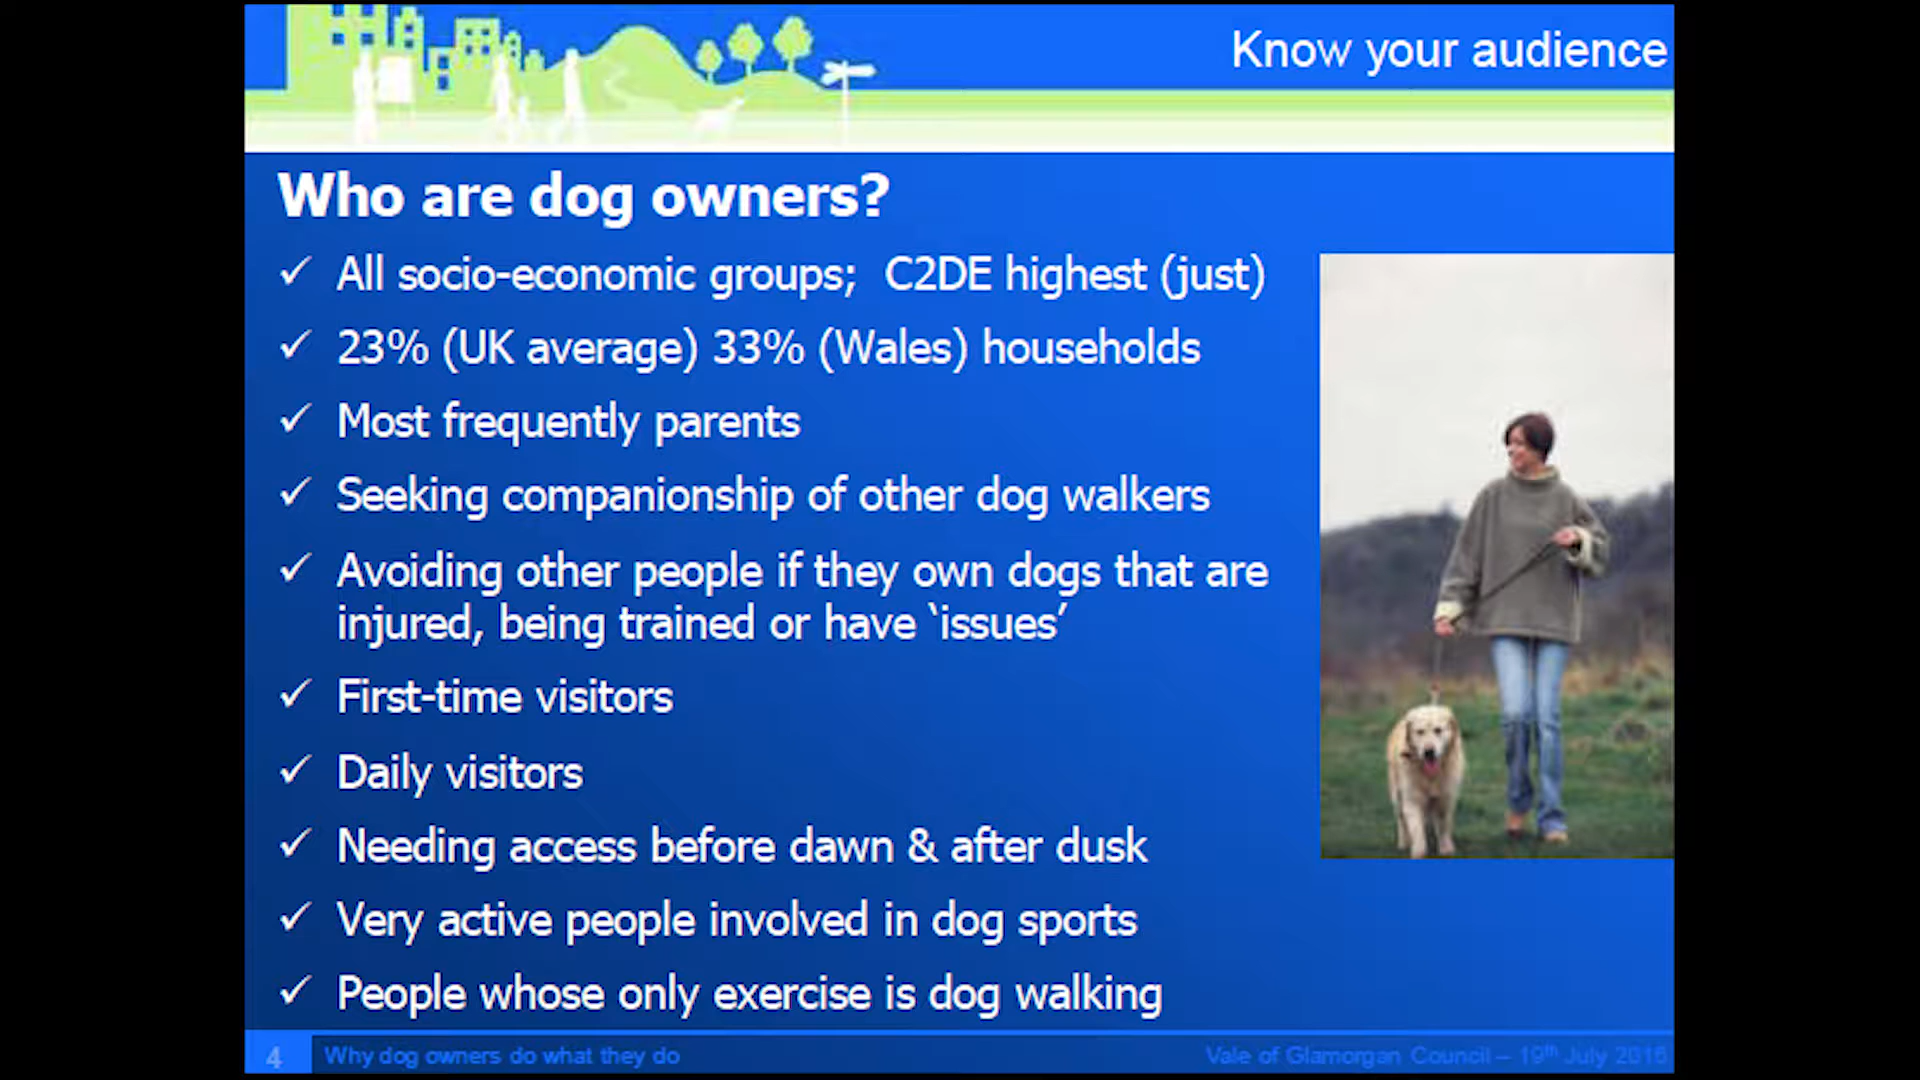 Know your audience
Who are dog owners?
✓ All socio-economic groups; C2DE highest (just)
✓ 23% (UK average) 33% (Wales) households
✓ Most frequently parents
✓ Seeking companionship of other dog walkers
✓ Avoiding other people if they own dogs that are
injured, being trained or have ‘issues’
✓ First-time visitors
✓ Daily visitors
✓ Needing access before dawn & after dusk
✓ Very active people involved in dog sports
✓ People whose only exercise is dog walking
4 Why dog owners do what they do Vale of Glamorgan Council – 19th July 2016